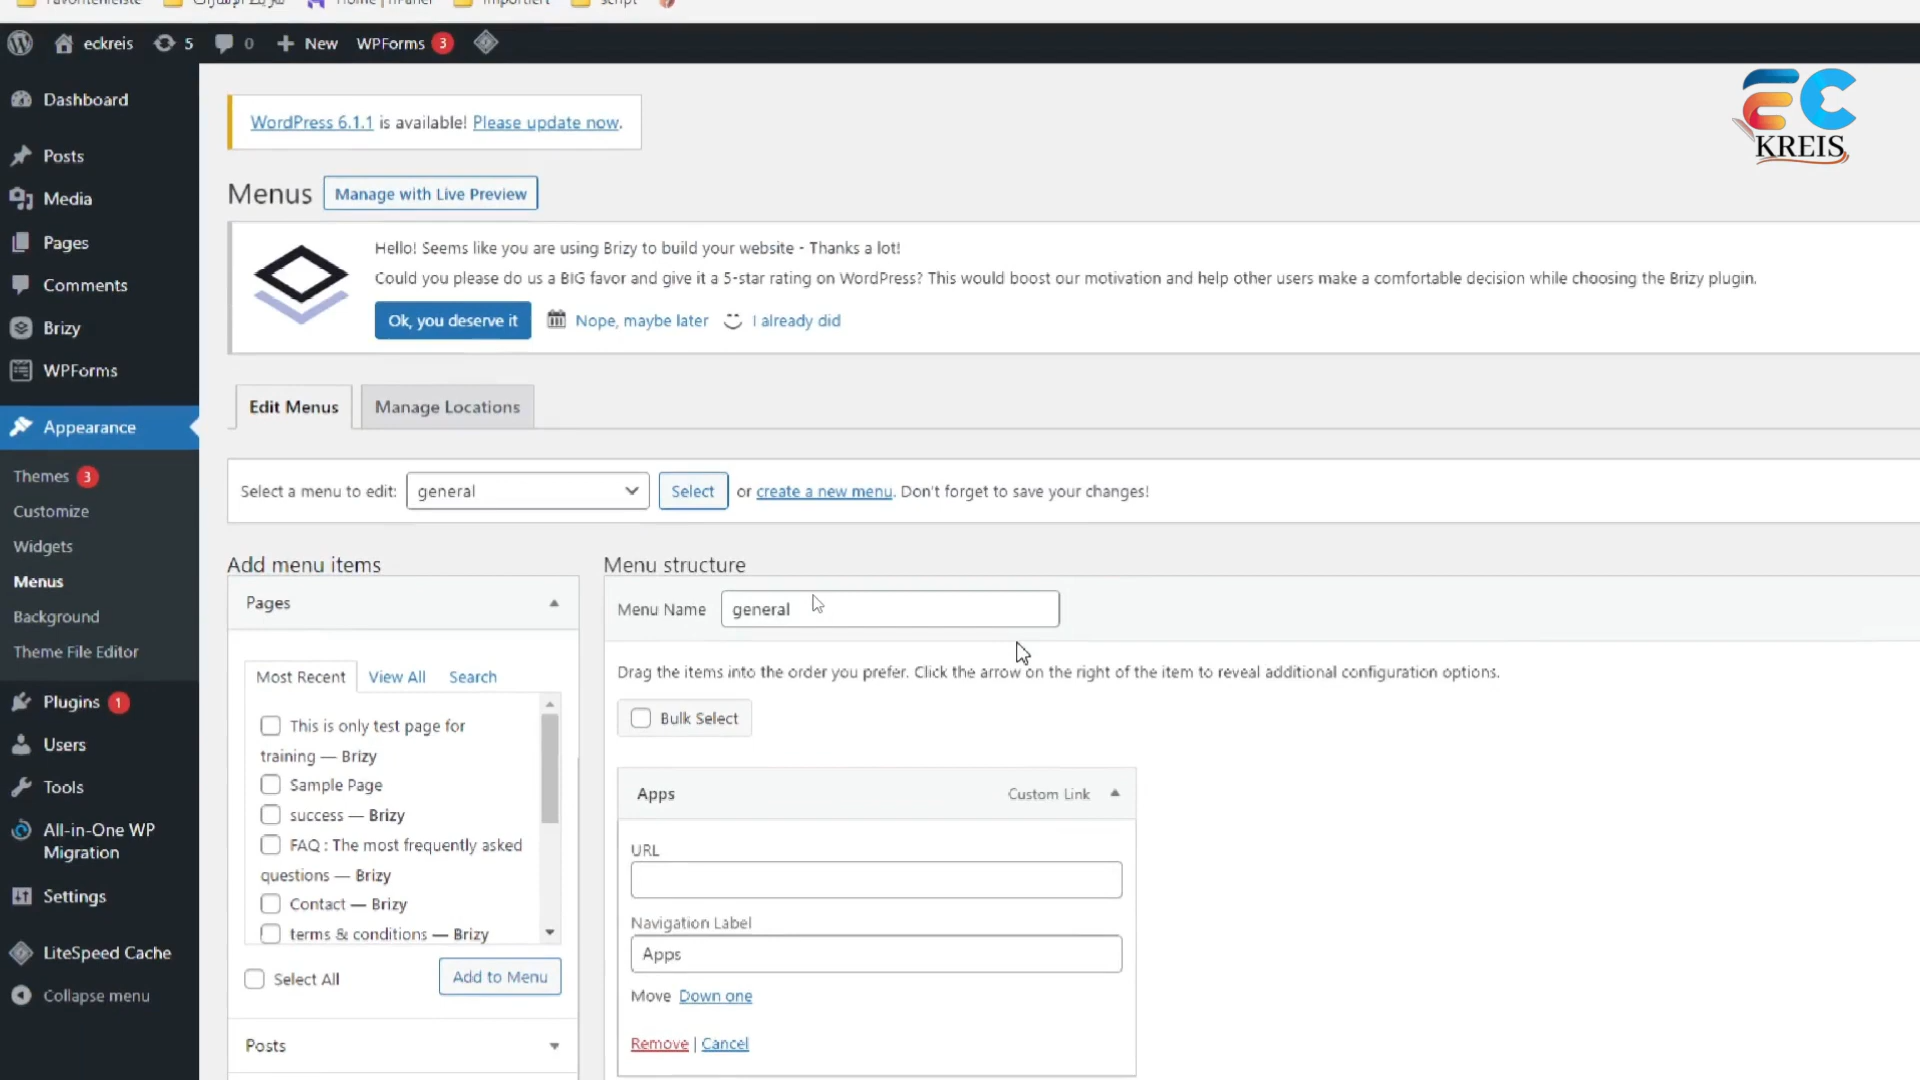 eckreis 5 0 New WPForms 3
EC
KREIS
Dashboard
Posts
Media
Pages
Comments
Brizy
WPForms
Appearance
Themes 3
Customize
Widgets
Menus
Background
Theme File Editor
Plugins 1
Users
Tools
All-in-One WP
Migration
Settings
LiteSpeed Cache
Collapse menu
WordPress 6.1.1 is available! Please update now.
Menus Manage with Live Preview
Hello! Seems like you are using Brizy to build your website - Thanks a lot!
Could you please do us a BIG favor and give it a 5-star rating on WordPress? This would boost our motivation and help other users make a comfortable decision while choosing the Brizy plugin.
Ok, you deserve it Nope, maybe later I already did
Edit Menus Manage Locations
Select a menu to edit: general Select or create a new menu. Don't forget to save your changes!
Add menu items
Pages
Most Recent View All Search
This is only test page for
training — Brizy
Sample Page
success — Brizy
FAQ : The most frequently asked
questions — Brizy
Contact — Brizy
terms & conditions — Brizy
Select All Add to Menu
Posts
Menu structure
Menu Name general
Drag the items into the order you prefer. Click the arrow on the right of the item to reveal additional configuration options.
Bulk Select
Apps Custom Link
URL
Navigation Label
Apps
Move Down one
Remove | Cancel